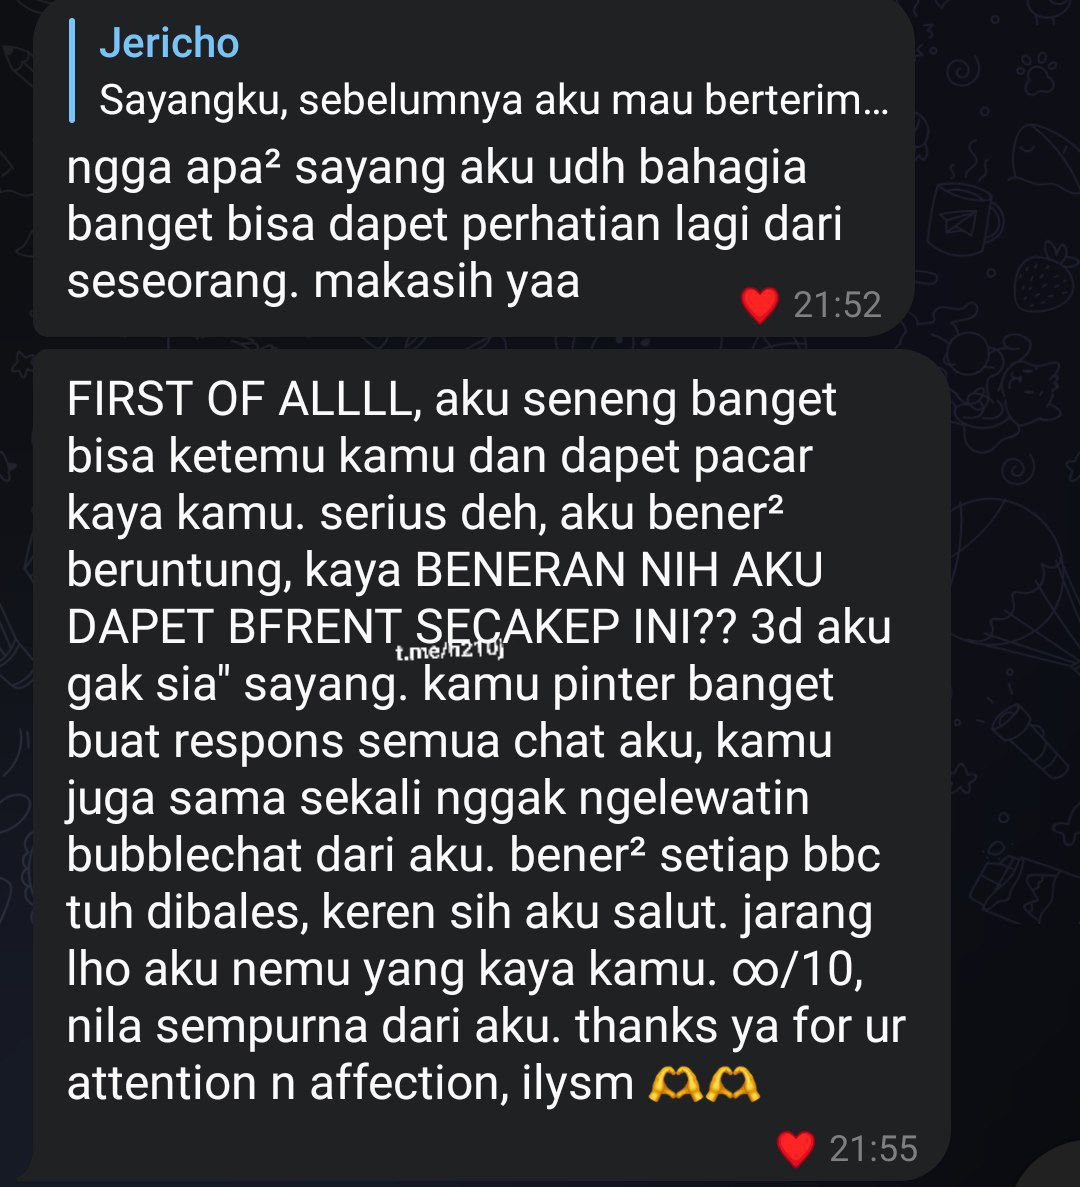 Jericho
Sayangku, sebelumnya aku mau berterim...
ngga apa² sayang aku udh bahagia
banget bisa dapet perhatian lagi dari
seseorang. makasih yaa
❤️ 21:52
FIRST OF ALLLL, aku seneng banget
bisa ketemu kamu dan dapet pacar
kaya kamu. serius deh, aku bener²
beruntung, kaya BENERAN NIH AKU
DAPET BFRENT SECAKEP INI?? 3d aku
gak sia" sayang. kamu pinter banget
buat respons semua chat aku, kamu
juga sama sekali nggak ngelewatin
bubblechat dari aku. bener² setiap bbc
tuh dibales, keren sih aku salut. jarang
lho aku nemu yang kaya kamu. ∞/10,
nila sempurna dari aku. thanks ya for ur
attention n affection, ilysm 🫶🫶
❤️ 21:55